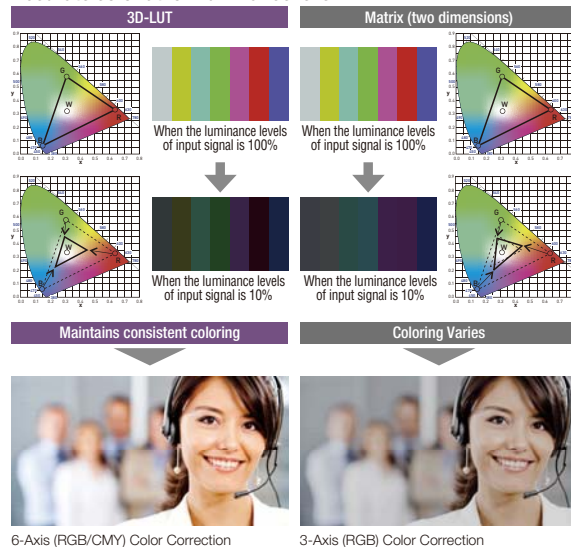 3D-LUT
Matrix (two dimensions)
When the luminance levels
of input signal is 100%
When the luminance levels
of input signal is 100%
G
W
R
x
y
G
W
R
x
y
When the luminance levels
of input signal is 10%
When the luminance levels
of input signal is 10%
G
W
R
x
y
G
W
R
x
y
Maintains consistent coloring
Coloring Varies
6-Axis (RGB/CMY) Color Correction
3-Axis (RGB) Color Correction